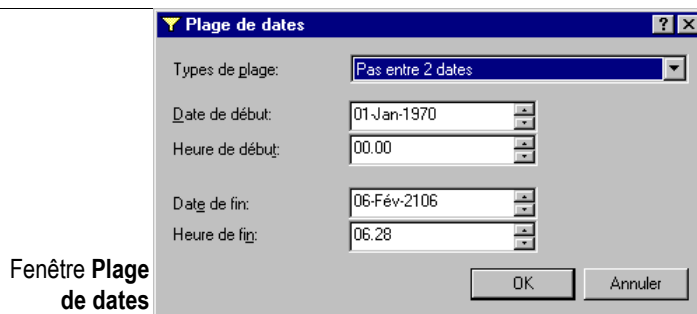 Plage de dates
Types de plage: Pas entre 2 dates
Date de début: 01-Jan-1970
Heure de début: 00.00
Date de fin: 06-Fév-2106
Heure de fin: 06.28
OK Annuler
Fenêtre Plage
de dates